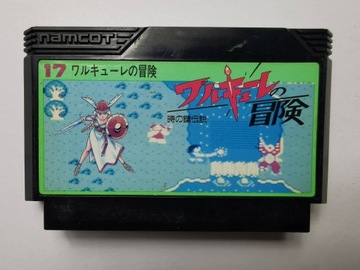 namcot
17 ワルキューレの冒険
ワルキューレの
冒険
時の鍵伝説